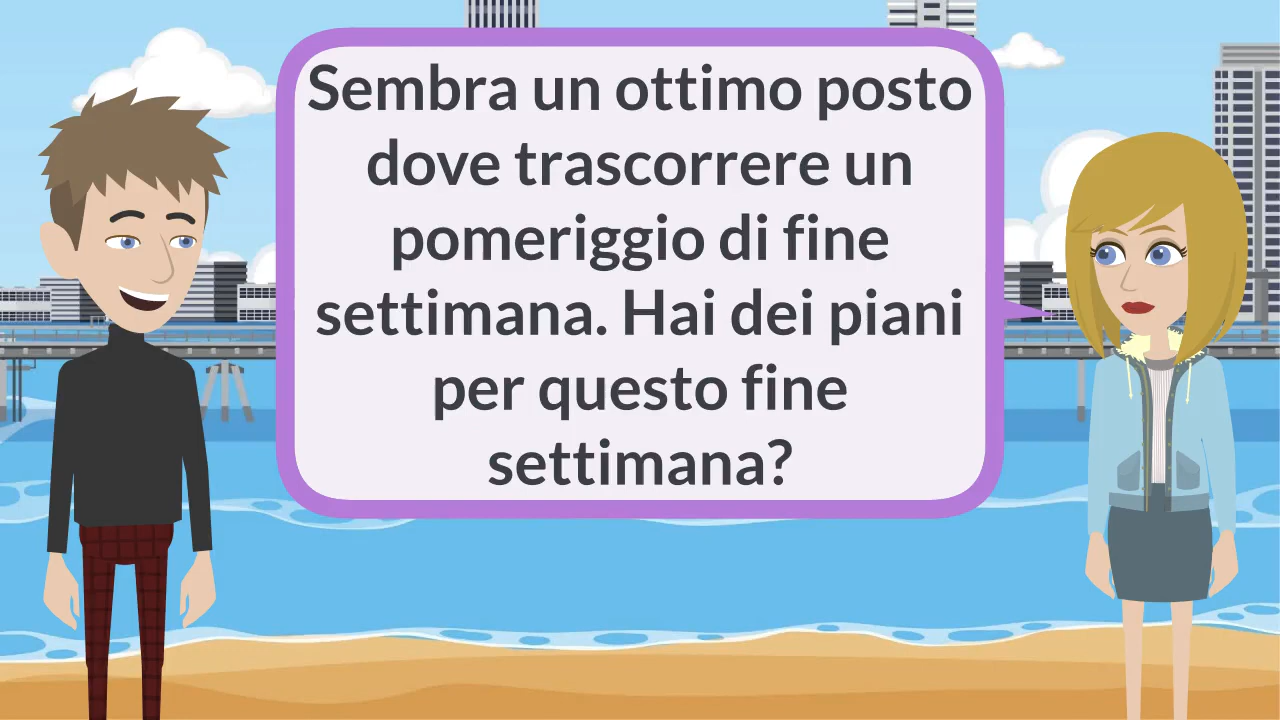 Sembra un ottimo posto
dove trascorrere un
pomeriggio di fine
settimana. Hai dei piani
per questo fine
settimana?